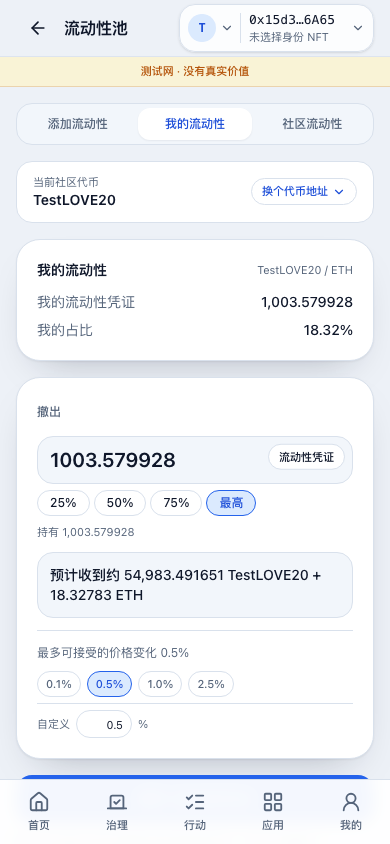 流动性池
T
0x15d3…6A65
未选择身份 NFT
测试网 · 没有真实价值
添加流动性
我的流动性
社区流动性
当前社区代币
TestLOVE20
换个代币地址
我的流动性
TestLOVE20 / ETH
我的流动性凭证
1,003.579928
我的占比
18.32%
撤出
1003.579928
流动性凭证
25%
50%
75%
最高
持有 1,003.579928
预计收到约 54,983.491651 TestLOVE20 +
18.32783 ETH
最多可接受的价格变化 0.5%
0.1%
0.5%
1.0%
2.5%
自定义
0.5
%
首页
治理
行动
应用
我的